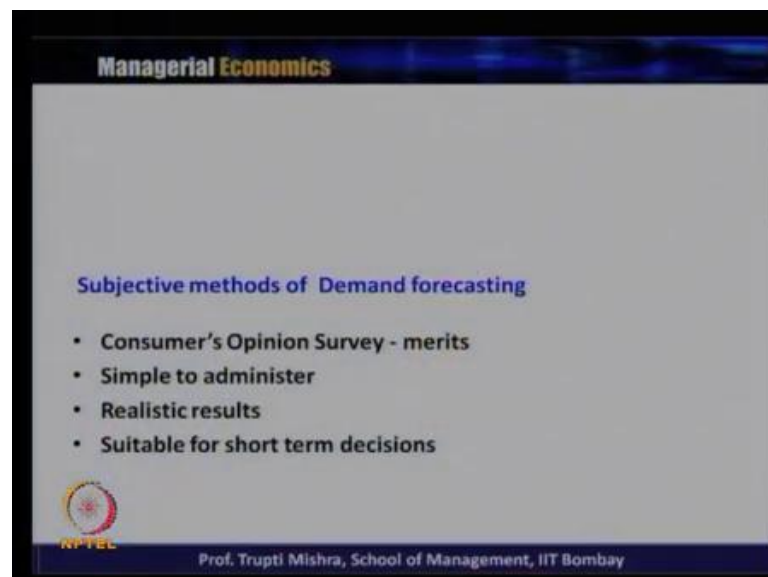 Managerial Economics
Subjective methods of Demand forecasting
• Consumer's Opinion Survey - merits
• Simple to administer
• Realistic results
• Suitable for short term decisions
NPTEL
Prof. Trupti Mishra, School of Management, IIT Bombay